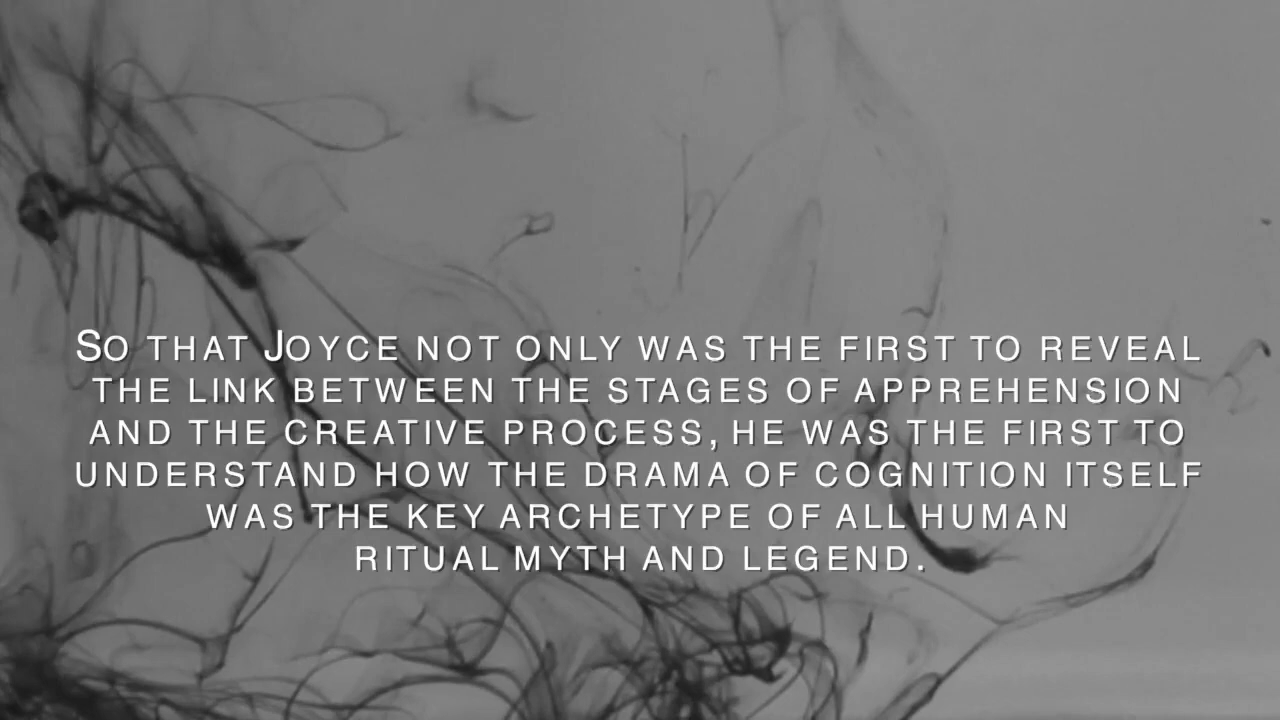 So that Joyce not only was the first to reveal
the link between the stages of apprehension
and the creative process, he was the first to
understand how the drama of cognition itself
was the key archetype of all human
ritual myth and legend.